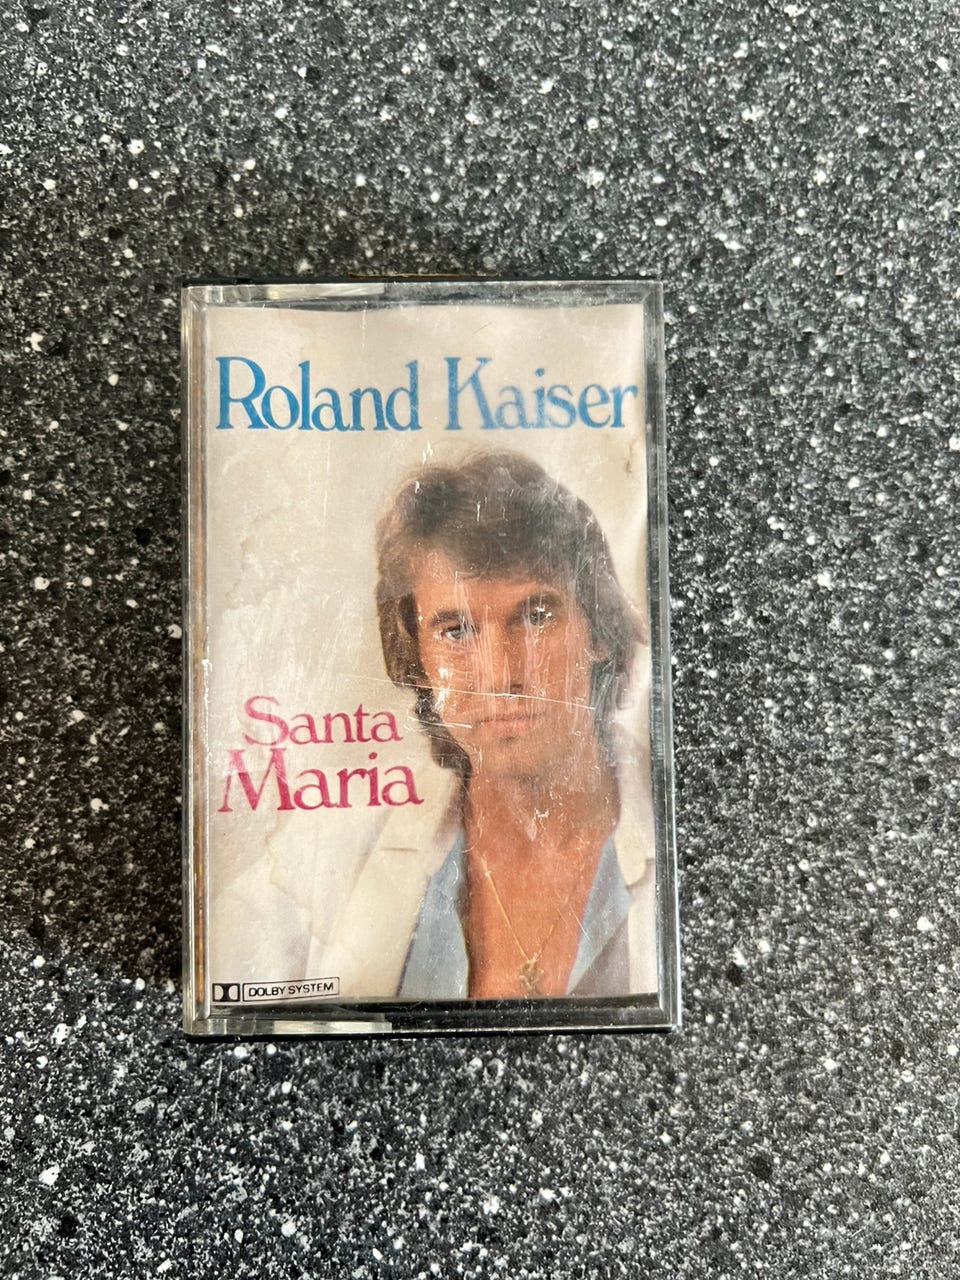 Roland Kaiser
Santa
Maria
DOLBY SYSTEM